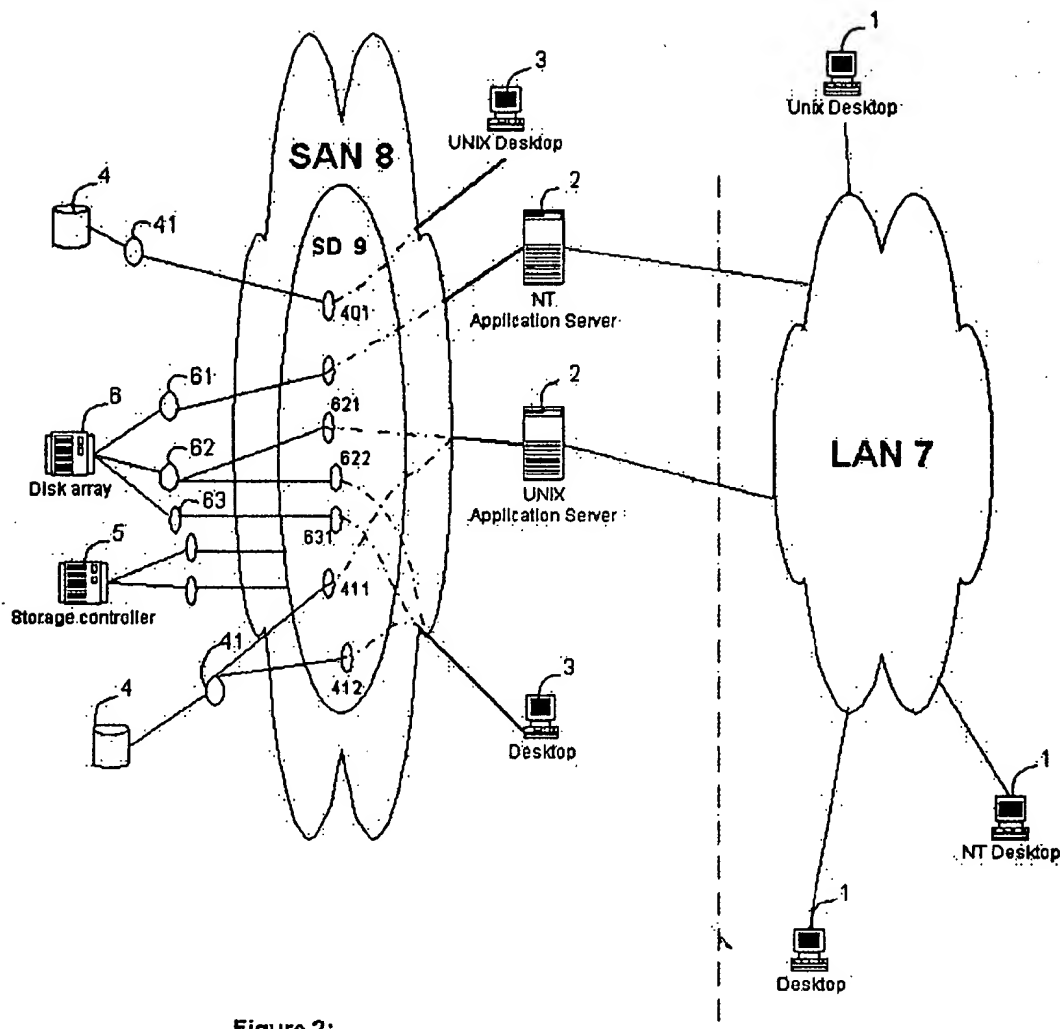 1
Unix Desktop
3
UNIX Desktop
SAN 8
4
41
2
SD 9
401
NT
Application Server
61
6
621
2
62
622
Disk array
LAN 7
UNIX
Application Server
63
631
5
411
Storage controller
41
412
4
3
Desktop
1
NT Desktop
1
Desktop
Figure 2: